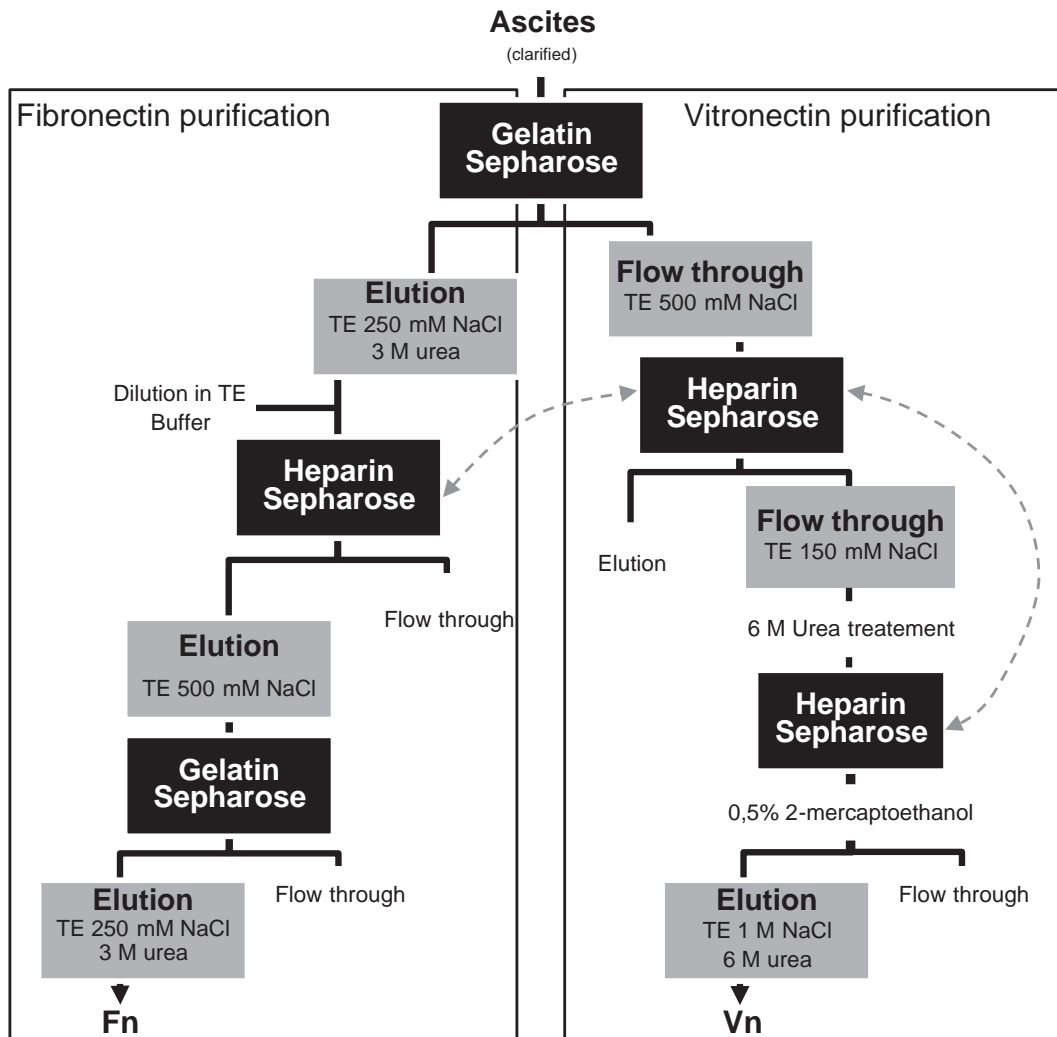 Ascites
(clarified)
Fibronectin purification
Vitronectin purification
Gelatin
Sepharose
Elution
TE 250 mM NaCl
3 M urea
Flow through
TE 500 mM NaCl
Dilution in TE
Buffer
Heparin
Sepharose
Heparin
Sepharose
Elution
Flow through
TE 150 mM NaCl
Flow through
Elution
TE 500 mM NaCl
6 M Urea treatement
Gelatin
Sepharose
Heparin
Sepharose
0,5% 2-mercaptoethanol
Elution
TE 250 mM NaCl
3 M urea
Flow through
Elution
TE 1 M NaCl
6 M urea
Flow through
Fn
Vn